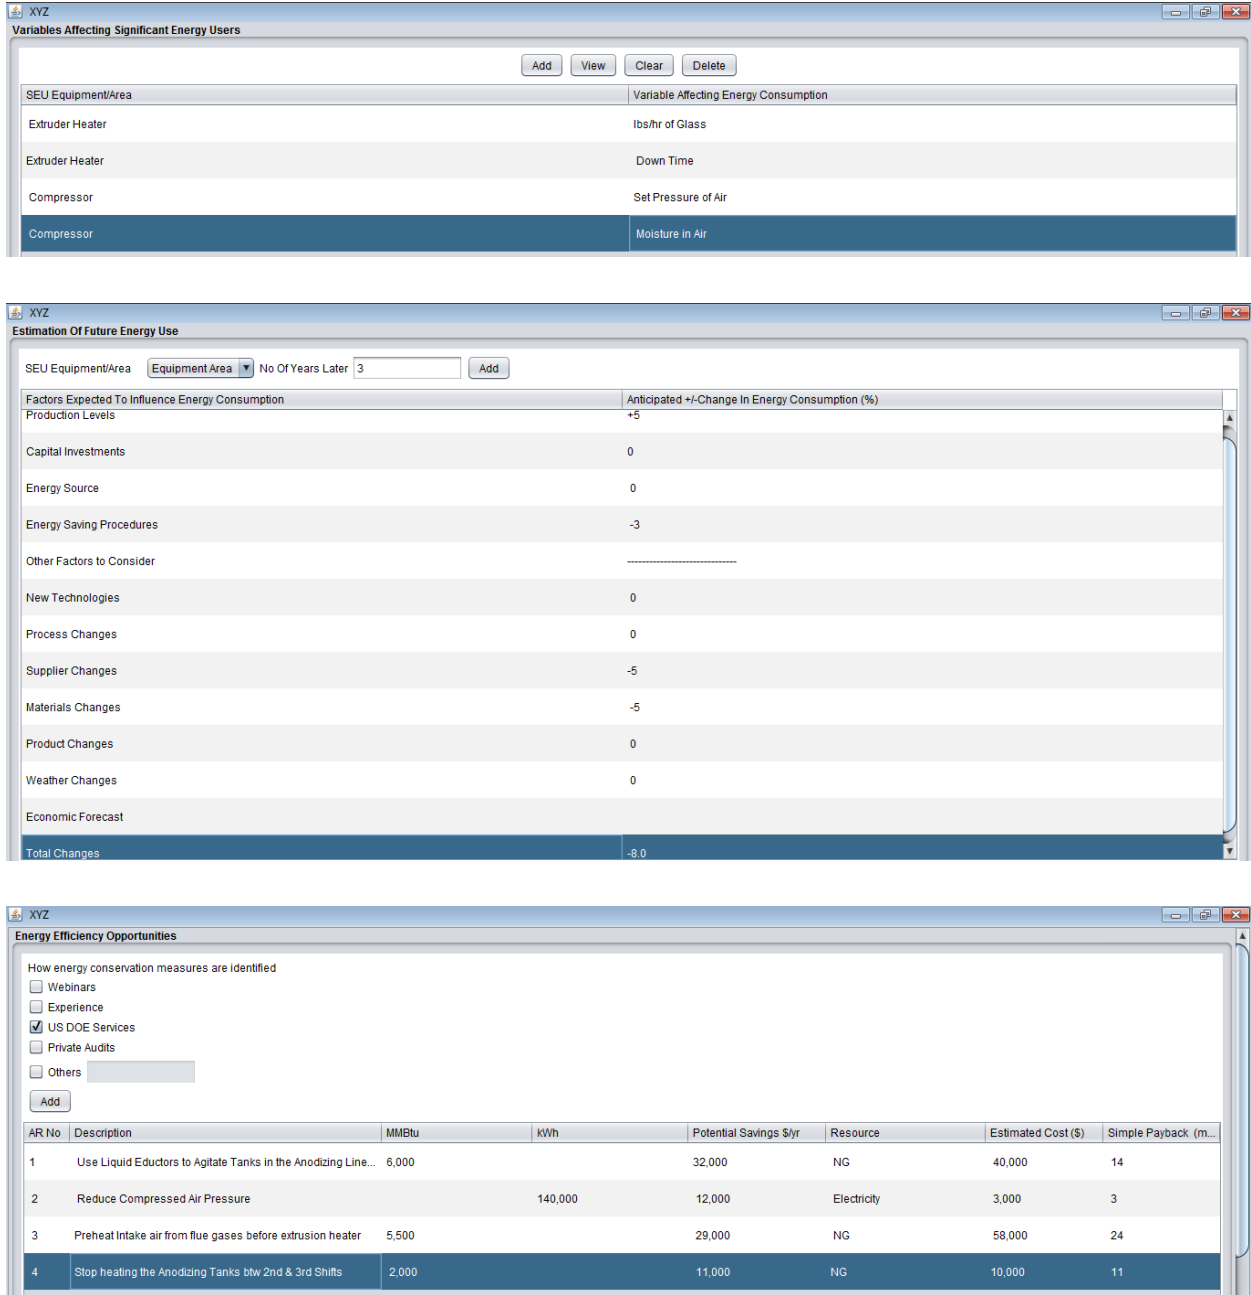 XYZ
Variables Affecting Significant Energy Users
Add View Clear Delete
SEU Equipment/Area Variable Affecting Energy Consumption
Extruder Heater lbs/hr of Glass
Extruder Heater Down Time
Compressor Set Pressure of Air
Compressor Moisture in Air
XYZ
Estimation Of Future Energy Use
SEU Equipment/Area Equipment Area No Of Years Later 3 Add
Factors Expected To Influence Energy Consumption Anticipated +/-Change In Energy Consumption (%)
Production Levels +5
Capital Investments 0
Energy Source 0
Energy Saving Procedures -3
Other Factors to Consider ------------------------------
New Technologies 0
Process Changes 0
Supplier Changes -5
Materials Changes -5
Product Changes 0
Weather Changes 0
Economic Forecast
Total Changes -8.0
XYZ
Energy Efficiency Opportunities
How energy conservation measures are identified
Webinars
Experience
US DOE Services
Private Audits
Others
Add
AR No Description MMBtu kWh Potential Savings $/yr Resource Estimated Cost ($) Simple Payback (m...
1 Use Liquid Eductors to Agitate Tanks in the Anodizing Line... 6,000 32,000 NG 40,000 14
2 Reduce Compressed Air Pressure 140,000 12,000 Electricity 3,000 3
3 Preheat Intake air from flue gases before extrusion heater 5,500 29,000 NG 58,000 24
4 Stop heating the Anodizing Tanks btw 2nd & 3rd Shifts 2,000 11,000 NG 10,000 11